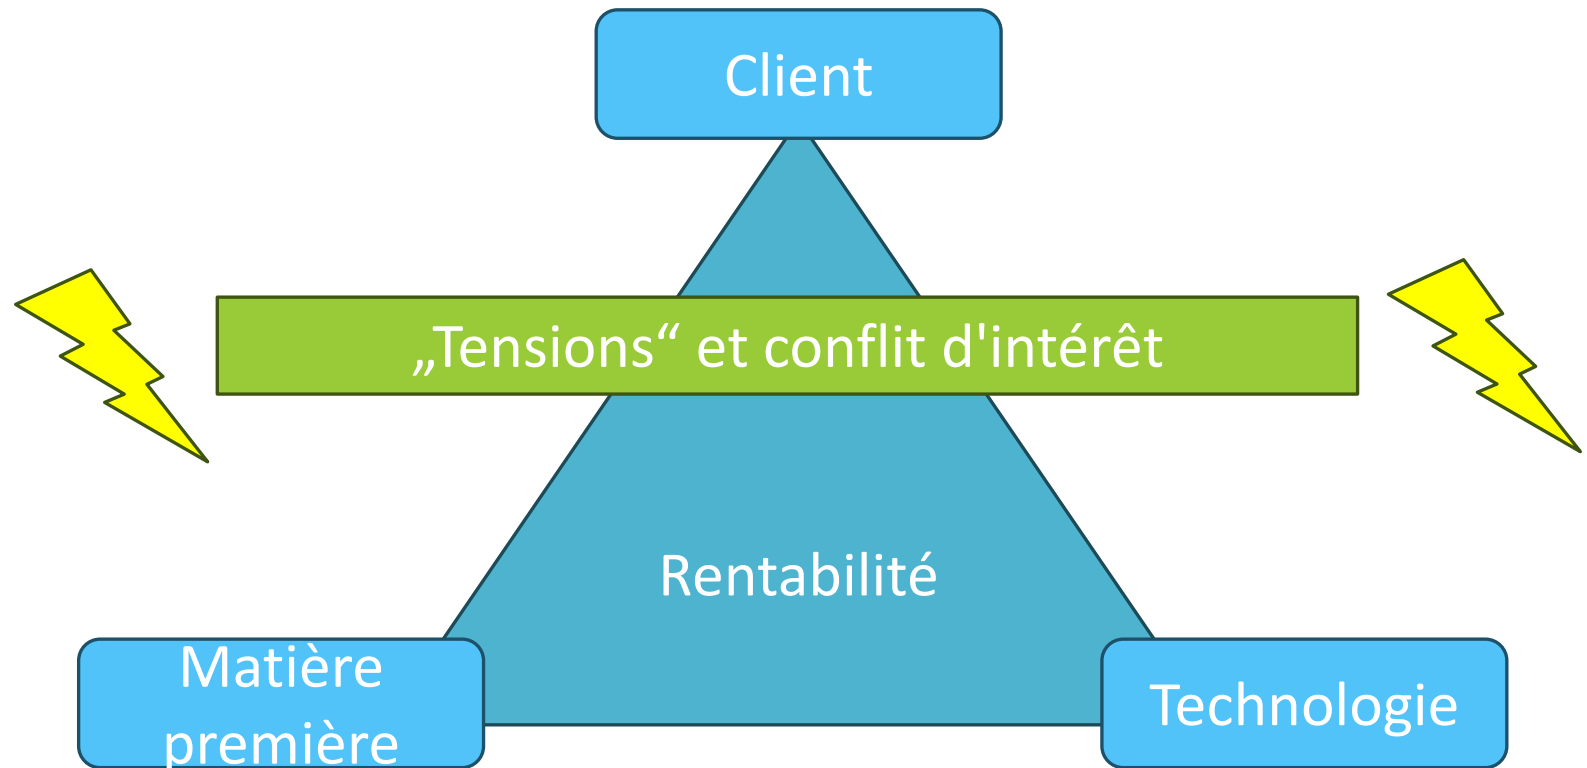 Client
„Tensions“ et conflit d'intérêt
Rentabilité
Matière
première
Technologie